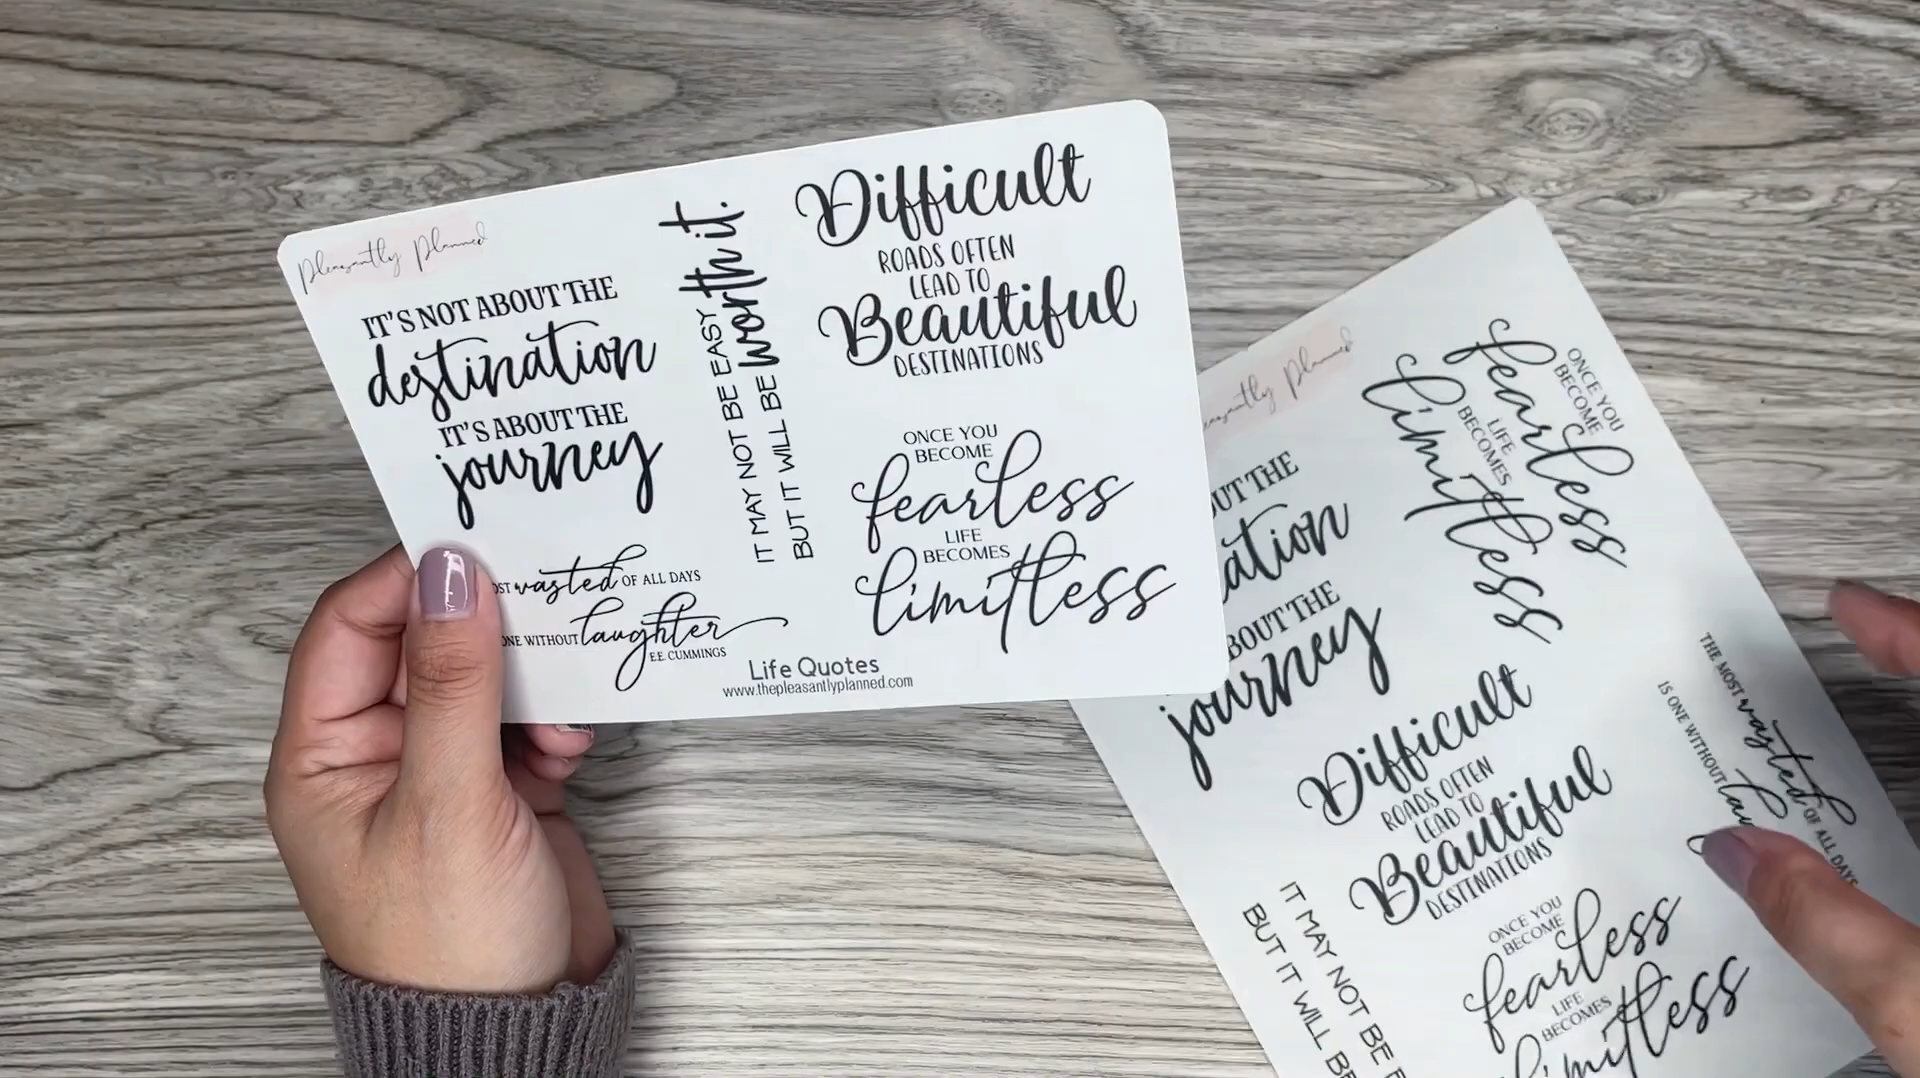 Pleasantly Planned
IT'S NOT ABOUT THE
destination
IT'S ABOUT THE
journey
IT MAY NOT BE EASY
BUT IT WILL BE worth it.
Difficult
ROADS OFTEN
LEAD TO
Beautiful
DESTINATIONS
ONCE YOU
BECOME
fearless
LIFE
BECOMES
limitless
wasted OF ALL DAYS
WITHOUT laughter
E.E. CUMMINGS
Life Quotes
www.thepleasantlyplanned.com
Planned
THE
ABOUT THE
journey
ONCE YOU
BECOME
fearless
LIFE
BECOMES
limitless
Difficult
ROADS OFTEN
LEAD TO
Beautiful
DESTINATIONS
THE MOST wasted OF ALL DAYS
IS ONE WITHOUT
IT MAY NOT BE
BUT IT WILL BE
ONCE YOU
BECOME
fearless
LIFE
BECOMES
limitless